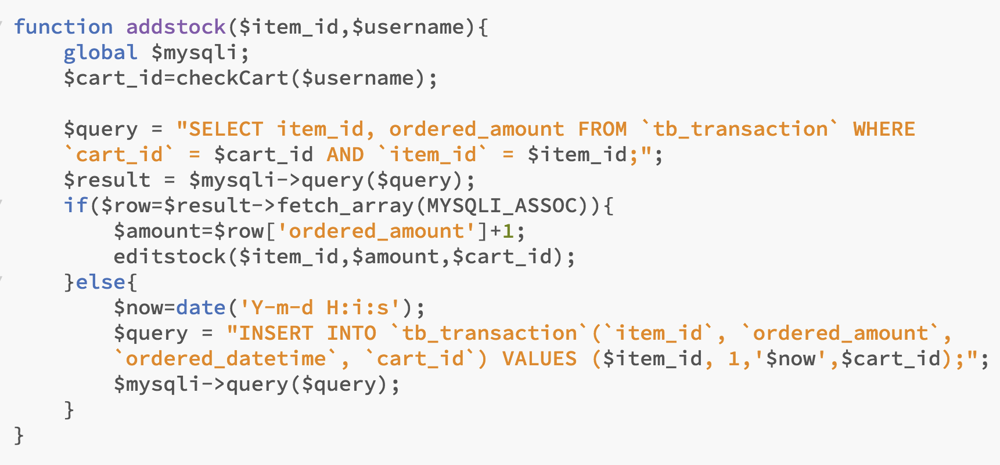 function addstock($item_id,$username){
    global $mysqli;
    $cart_id=checkCart($username);

    $query = "SELECT item_id, ordered_amount FROM `tb_transaction` WHERE
    `cart_id` = $cart_id AND `item_id` = $item_id;";
    $result = $mysqli->query($query);
    if($row=$result->fetch_array(MYSQLI_ASSOC)){
        $amount=$row['ordered_amount']+1;
        editstock($item_id,$amount,$cart_id);
    }else{
        $now=date('Y-m-d H:i:s');
        $query = "INSERT INTO `tb_transaction`(`item_id`, `ordered_amount`,
        `ordered_datetime`, `cart_id`) VALUES ($item_id, 1,'$now',$cart_id);";
        $mysqli->query($query);
    }
}